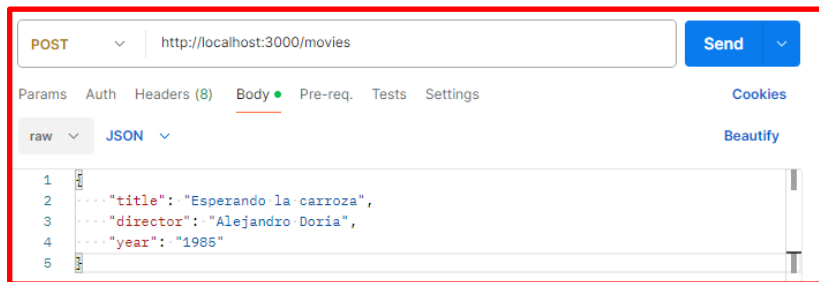 POST http://localhost:3000/movies Send
Params Auth Headers (8) Body Pre-req. Tests Settings Cookies
raw JSON Beautify
1 {
2 "title": "Esperando la carroza",
3 "director": "Alejandro Doria",
4 "year": "1985"
5 }